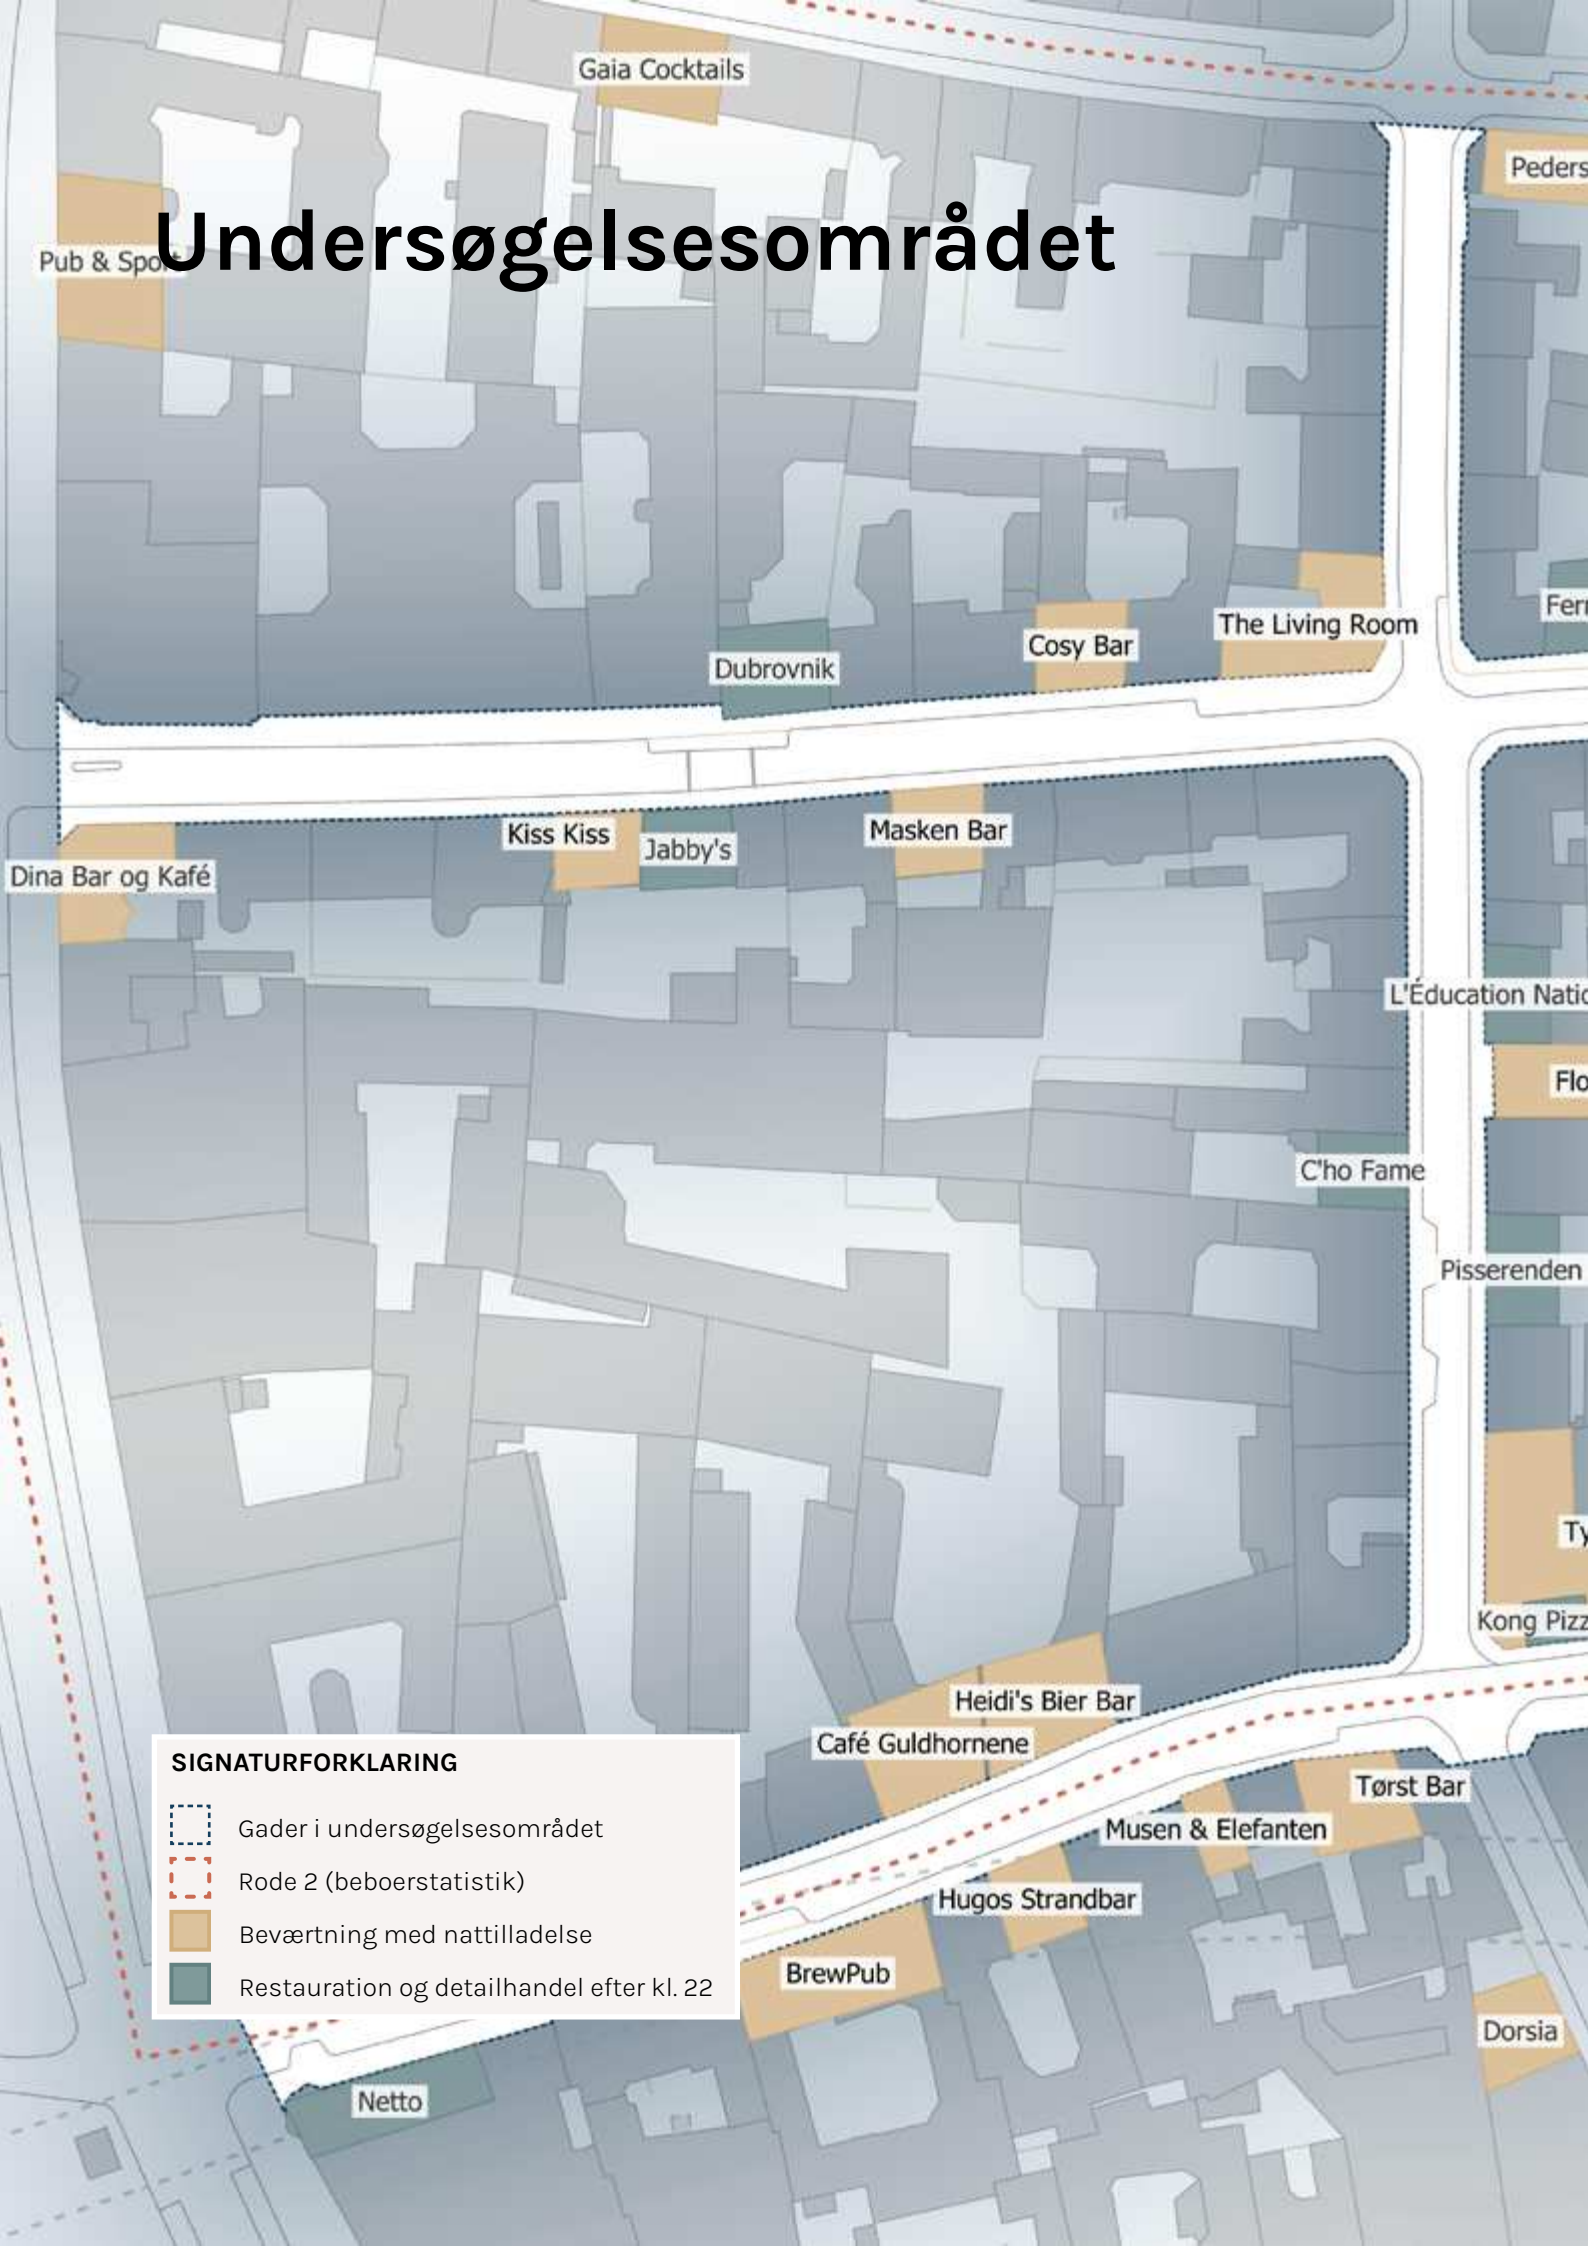 Gaia Cocktails
Peders
Undersøgelsesområdet
Pub & Sport
Fern
The Living Room
Cosy Bar
Dubrovnik
Kiss Kiss
Jabby's
Masken Bar
Dina Bar og Kafé
L'Éducation Natio
Flo
C'ho Fame
Pisserenden
Ty
Kong Pizz
Heidi's Bier Bar
Café Guldhornene
Tørst Bar
Musen & Elefanten
Hugos Strandbar
BrewPub
Dorsia
Netto
SIGNATURFORKLARING
Gader i undersøgelsesområdet
Rode 2 (beboerstatistik)
Beværtning med nattilladelse
Restauration og detailhandel efter kl. 22